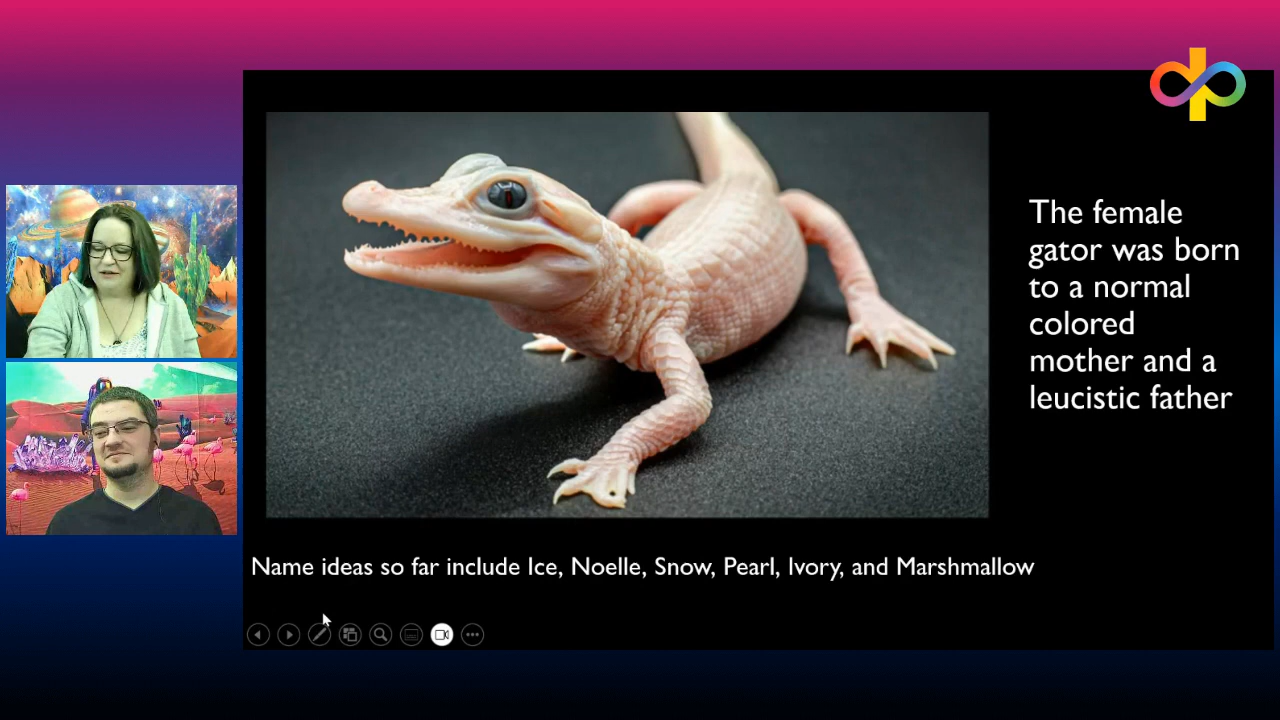 The female
gator was born
to a normal
colored
mother and a
leucistic father
Name ideas so far include Ice, Noelle, Snow, Pearl, Ivory, and Marshmallow